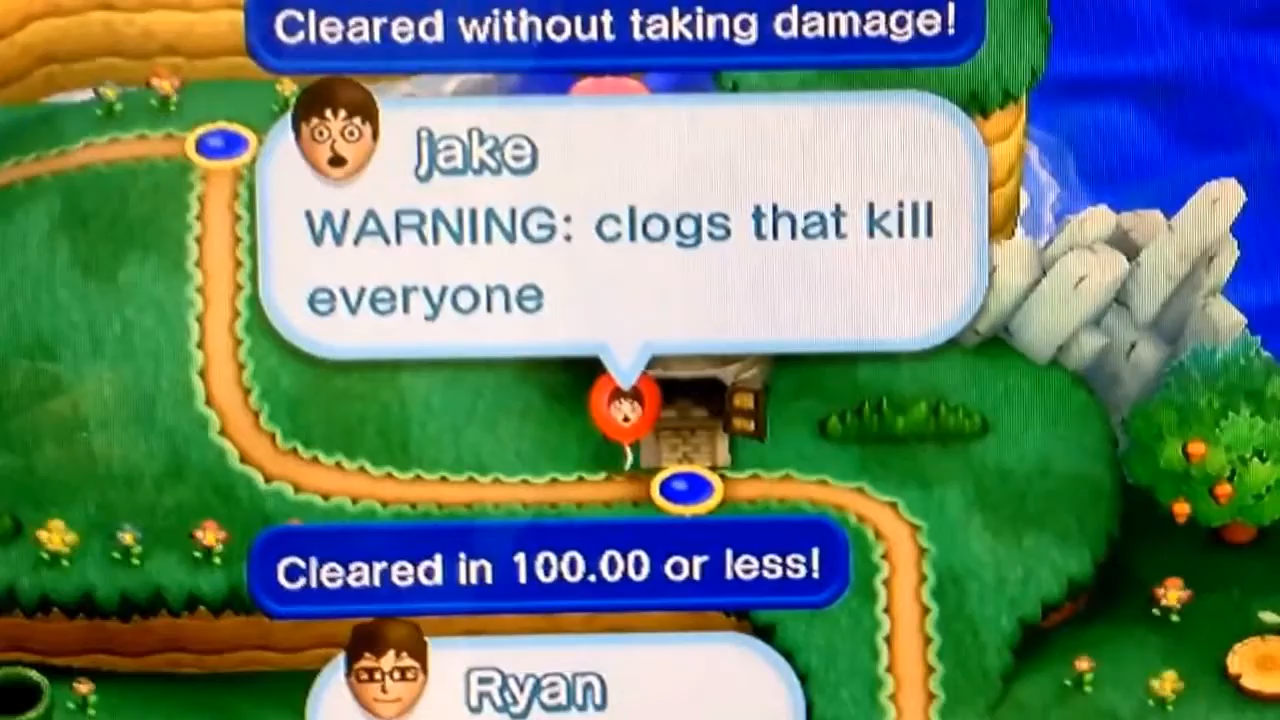 Cleared without taking damage!
jake
WARNING: clogs that kill
everyone
Cleared in 100.00 or less!
Ryan